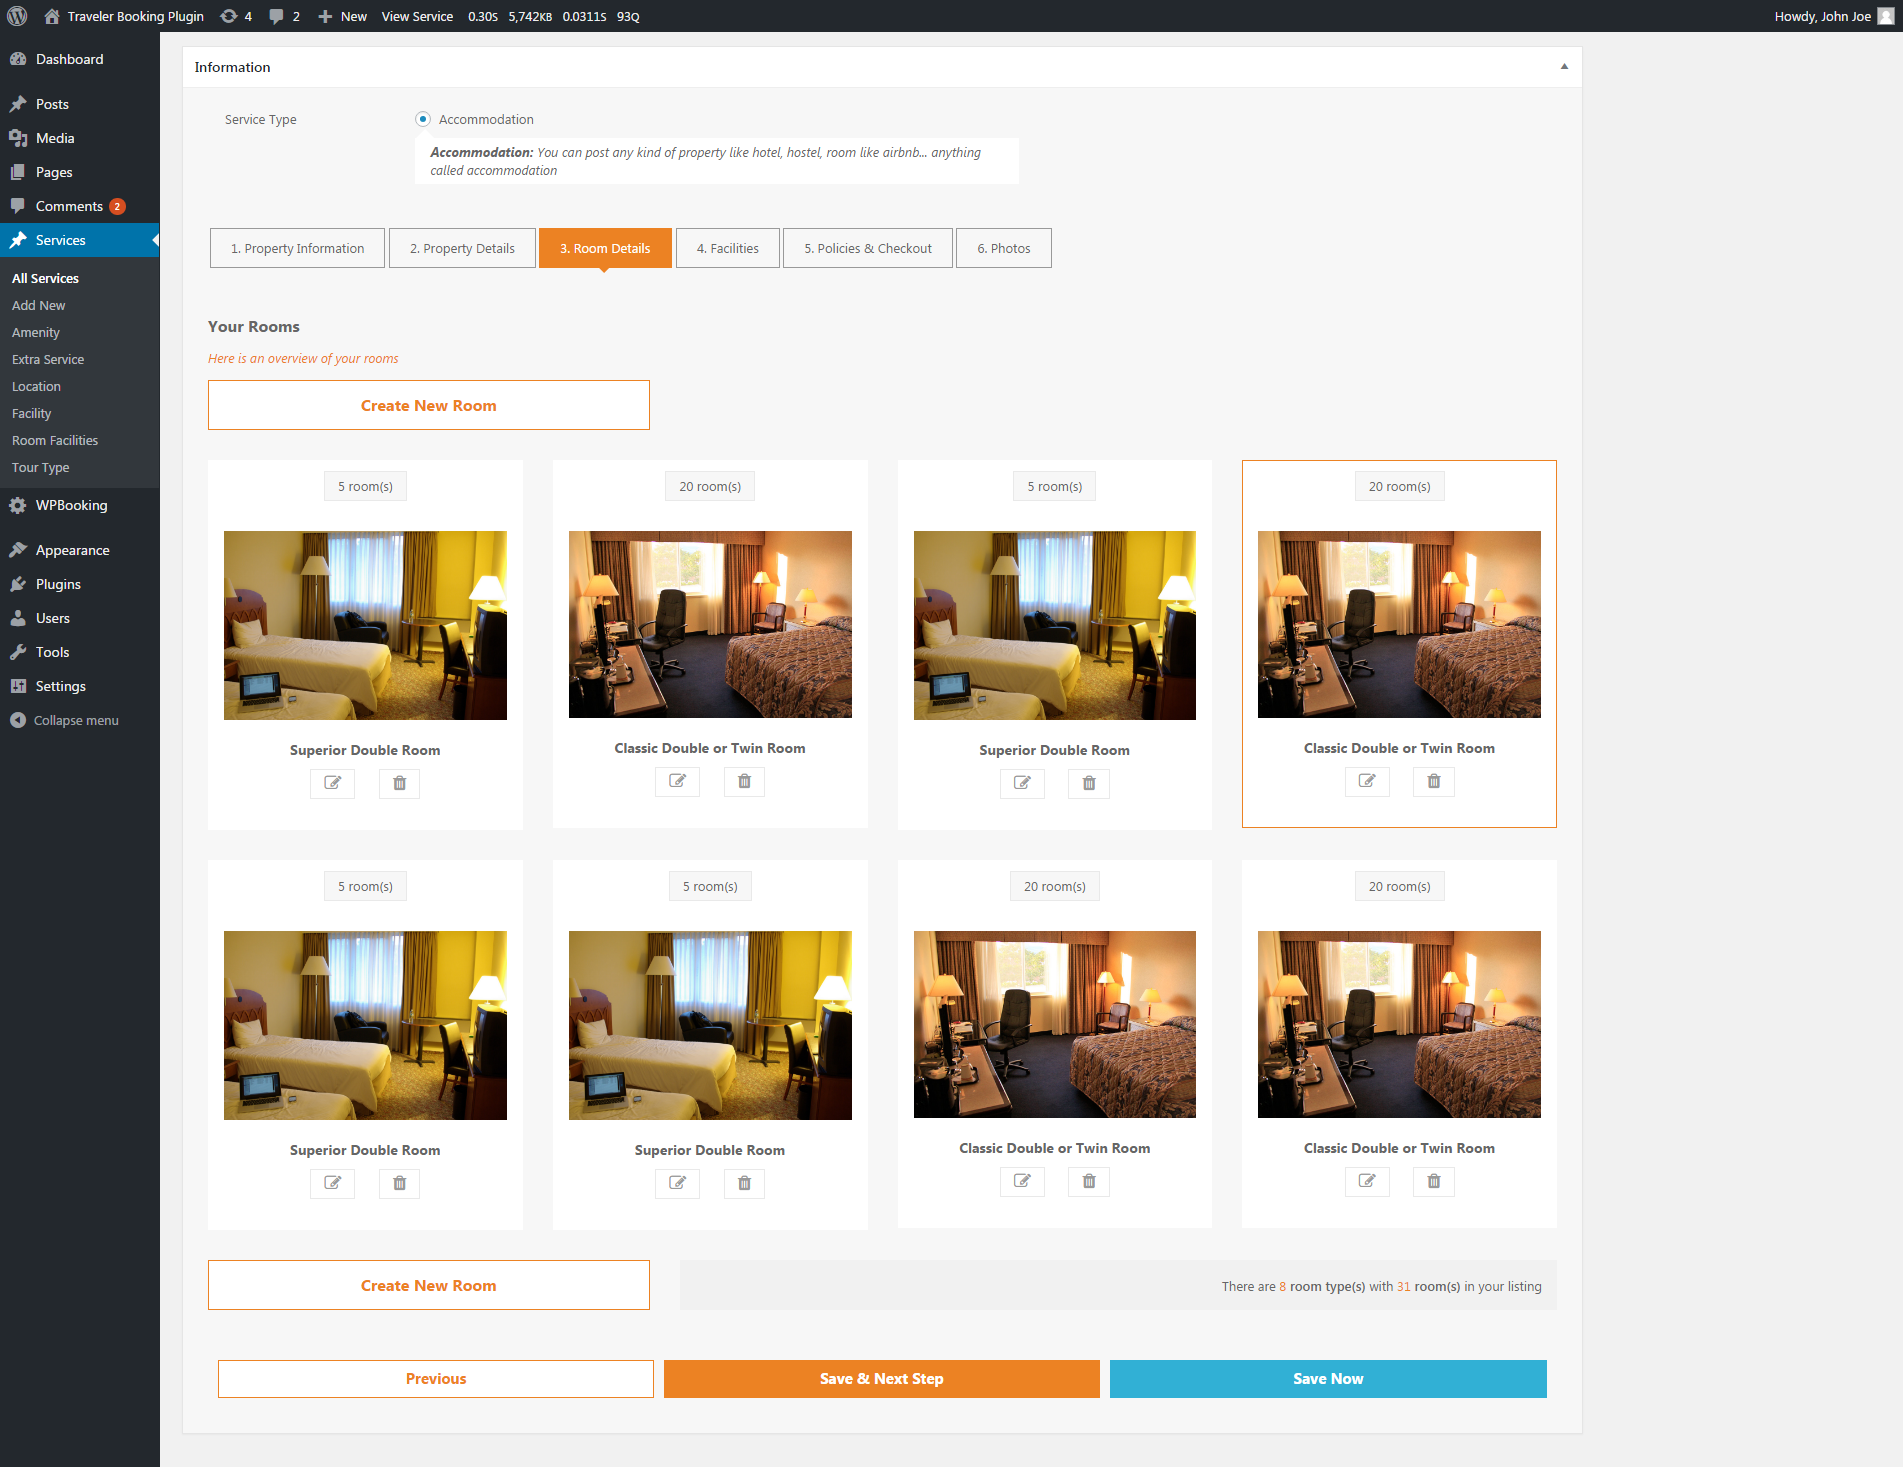 Traveler Booking Plugin 4 2 New View Service 0.30S 5,742KB 0.0311S 93Q Howdy, John Joe
Dashboard
Posts
Media
Pages
Comments 2
Services
All Services
Add New
Amenity
Extra Service
Location
Facility
Room Facilities
Tour Type
WPBooking
Appearance
Plugins
Users
Tools
Settings
Collapse menu
Information
Service Type Accommodation
Accommodation: You can post any kind of property like hotel, hostel, room like airbnb... anything
called accommodation
1. Property Information 2. Property Details 3. Room Details 4. Facilities 5. Policies & Checkout 6. Photos
Your Rooms
Here is an overview of your rooms
Create New Room
5 room(s) 20 room(s) 5 room(s) 20 room(s)
Superior Double Room Classic Double or Twin Room Superior Double Room Classic Double or Twin Room
5 room(s) 5 room(s) 20 room(s) 20 room(s)
Superior Double Room Superior Double Room Classic Double or Twin Room Classic Double or Twin Room
Create New Room There are 8 room type(s) with 31 room(s) in your listing
Previous Save & Next Step Save Now